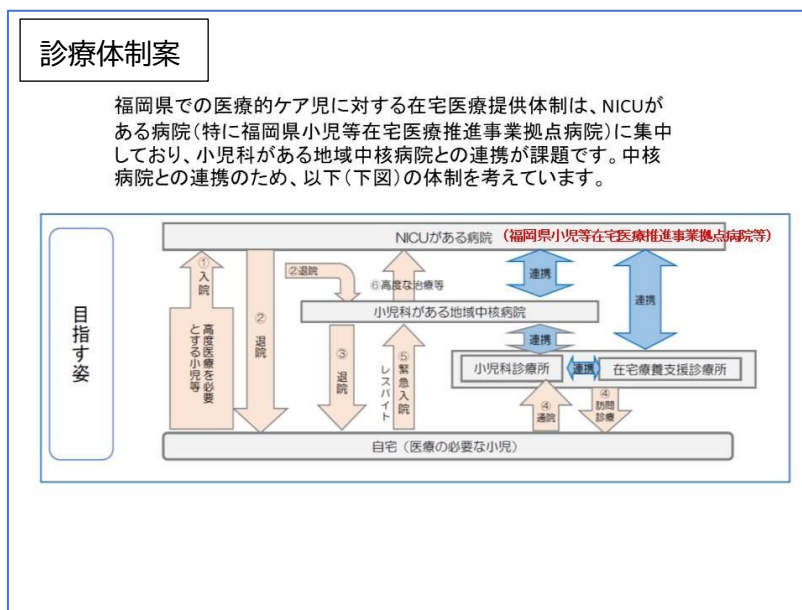 診療体制案
福岡県での医療的ケア児に対する在宅医療提供体制は、NICUが
ある病院(特に福岡県小児等在宅医療推進事業拠点病院)に集中
しており、小児科がある地域中核病院との連携が課題です。中核
病院との連携のため、以下(下図)の体制を考えています。
目指す姿
NICUがある病院 (福岡県小児等在宅医療推進事業拠点病院等)
①入院
高度医療を必要
とする小児等
②退院
②退院
⑥高度な治療等
連携
連携
小児科がある地域中核病院
③退院
⑤緊急入院
レスパイト
連携
小児科診療所
連携
在宅療養支援診療所
④通院
④訪問
診療
自宅(医療の必要な小児)